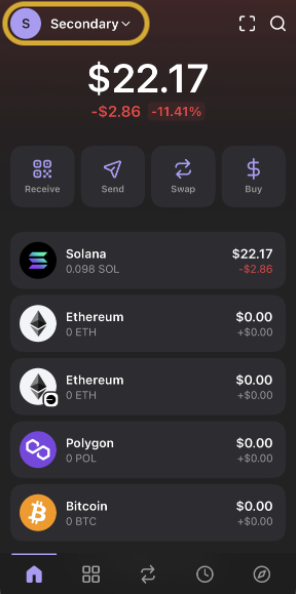 S Secondary
$22.17
-$2.86 -11.41%
Receive Send Swap Buy
Solana $22.17
0.098 SOL -$2.86
Ethereum $0.00
0 ETH +$0.00
Ethereum $0.00
0 ETH +$0.00
Polygon $0.00
0 POL +$0.00
Bitcoin $0.00
0 BTC +$0.00